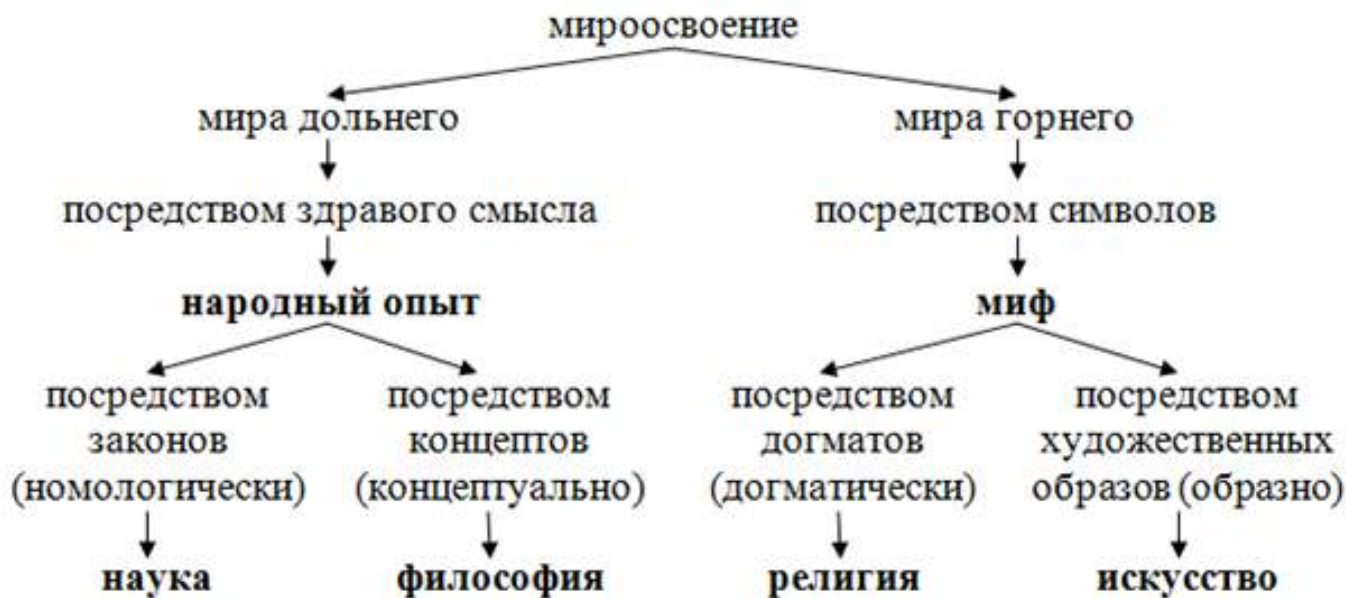 мироосвоение
мира дольнего
мира горнего
посредством здравого смысла
посредством символов
народный опыт
миф
посредством
законов
(номологически)
посредством
концептов
(концептуально)
посредством
догматов
(догматически)
посредством
художественных
образов (образно)
наука
философия
религия
искусство